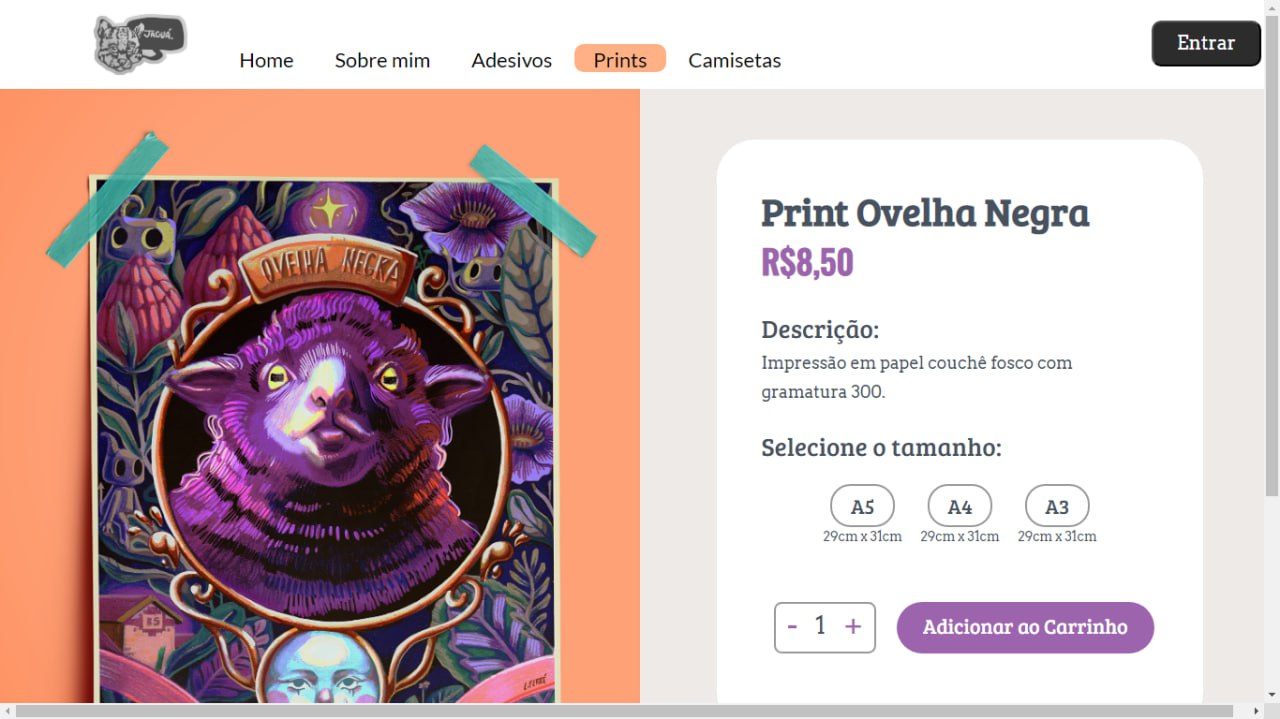 JAGUÁ.
Home Sobre mim Adesivos Prints Camisetas
Entrar
OVELHA NEGRA
Print Ovelha Negra
R$8,50
Descrição:
Impressão em papel couchê fosco com
gramatura 300.
Selecione o tamanho:
A5 A4 A3
29cm x 31cm 29cm x 31cm 29cm x 31cm
- 1 + Adicionar ao Carrinho